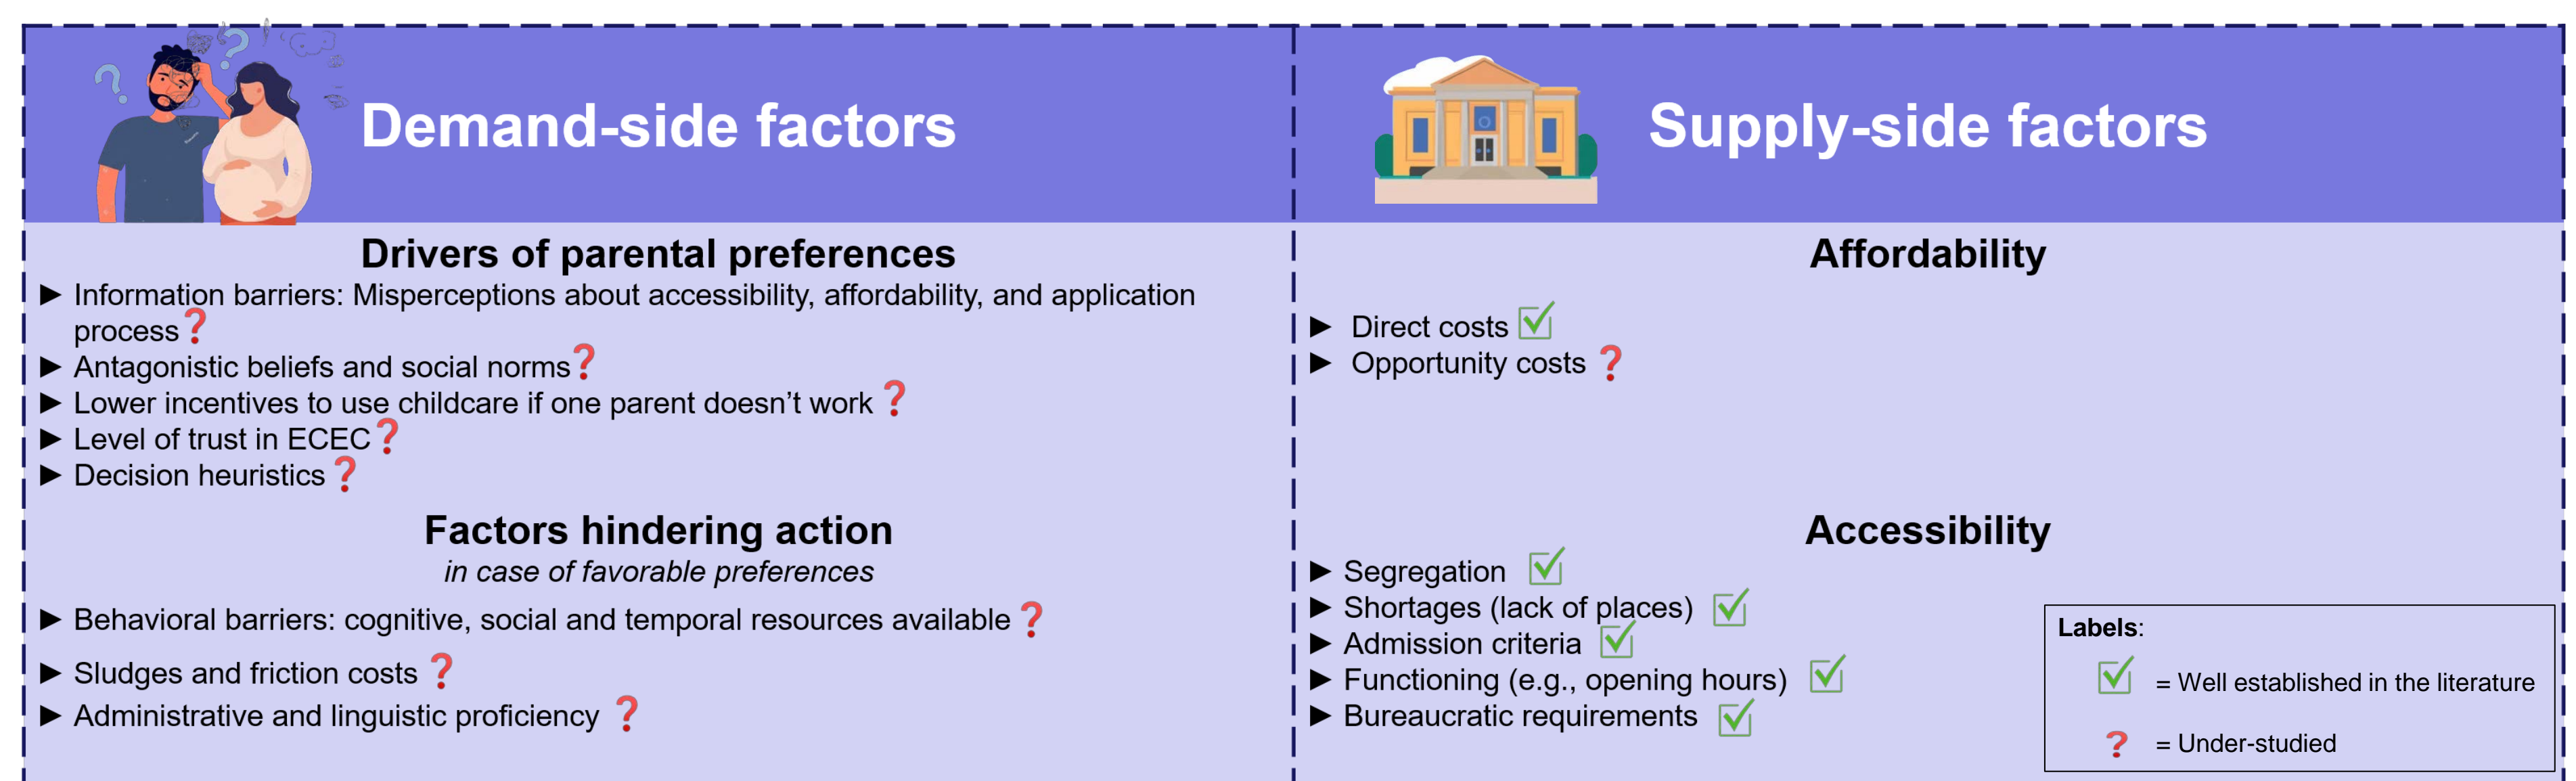 Demand-side factors
Drivers of parental preferences
► Information barriers: Misperceptions about accessibility, affordability, and application
process❓
► Antagonistic beliefs and social norms❓
► Lower incentives to use childcare if one parent doesn’t work ❓
► Level of trust in ECEC❓
► Decision heuristics ❓
Factors hindering action
in case of favorable preferences
► Behavioral barriers: cognitive, social and temporal resources available ❓
► Sludges and friction costs ❓
► Administrative and linguistic proficiency ❓
Supply-side factors
Affordability
► Direct costs ☑
► Opportunity costs ❓
Accessibility
► Segregation ☑
► Shortages (lack of places) ☑
► Admission criteria ☑
► Functioning (e.g., opening hours) ☑
► Bureaucratic requirements ☑
Labels:
☑ = Well established in the literature
❓ = Under-studied